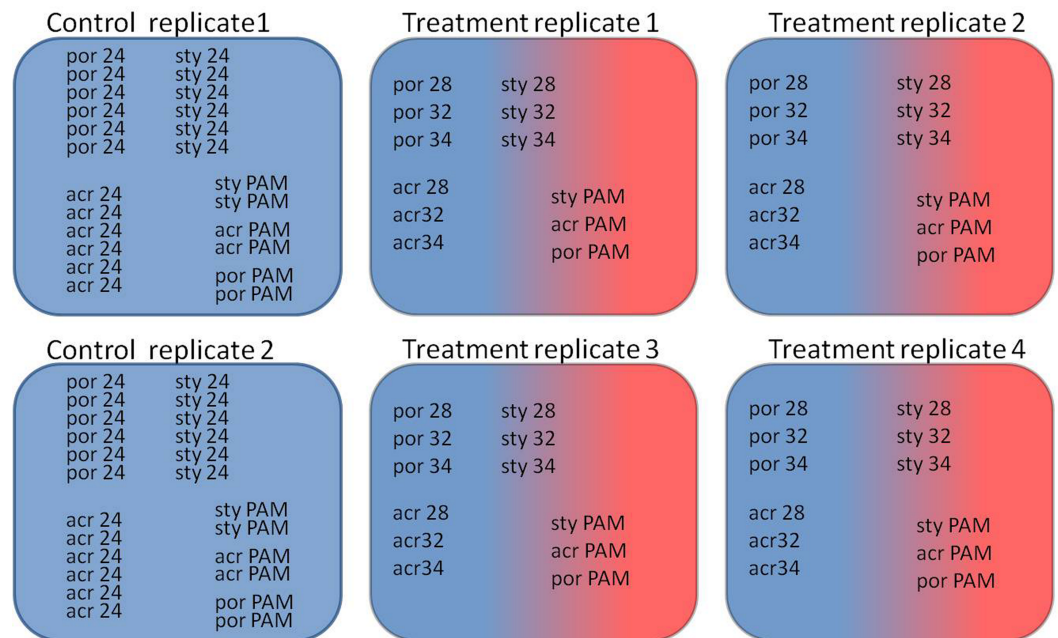 Control replicate1
por 24 sty 24
por 24 sty 24
por 24 sty 24
por 24 sty 24
por 24 sty 24
por 24 sty 24
acr 24
acr 24
acr 24
acr 24
acr 24
acr 24
sty PAM
sty PAM
acr PAM
acr PAM
por PAM
por PAM
Treatment replicate 1
por 28 sty 28
por 32 sty 32
por 34 sty 34
acr 28
acr32
acr34
sty PAM
acr PAM
por PAM
Treatment replicate 2
por 28 sty 28
por 32 sty 32
por 34 sty 34
acr 28
acr32
acr34
sty PAM
acr PAM
por PAM
Control replicate 2
por 24 sty 24
por 24 sty 24
por 24 sty 24
por 24 sty 24
por 24 sty 24
por 24 sty 24
acr 24
acr 24
acr 24
acr 24
acr 24
acr 24
sty PAM
sty PAM
acr PAM
acr PAM
por PAM
por PAM
Treatment replicate 3
por 28 sty 28
por 32 sty 32
por 34 sty 34
acr 28
acr32
acr34
sty PAM
acr PAM
por PAM
Treatment replicate 4
por 28 sty 28
por 32 sty 32
por 34 sty 34
acr 28
acr32
acr34
sty PAM
acr PAM
por PAM